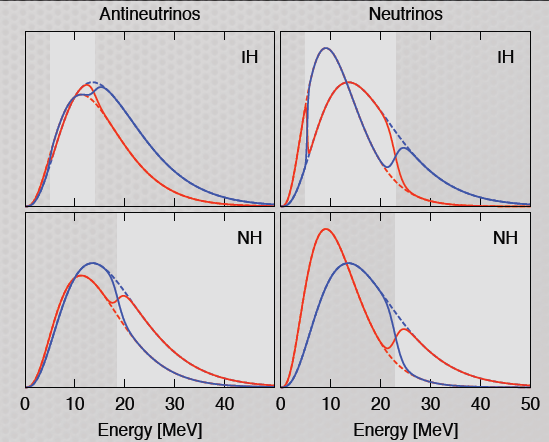 Antineutrinos Neutrinos
IH IH
NH NH
0 10 20 30 40 0 10 20 30 40 50
Energy [MeV] Energy [MeV]